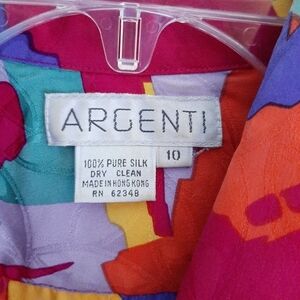 ARGENTI
10
100% PURE SILK
DRY CLEAN
MADE IN HONG KONG
RN 62348